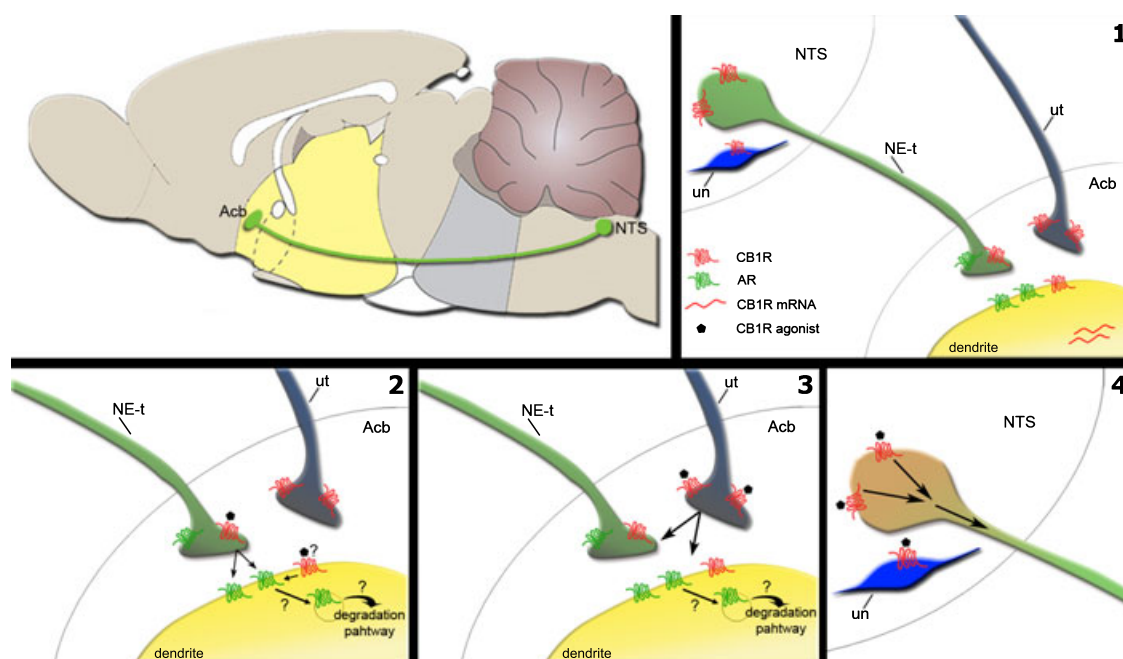 Acb
NTS
1
NTS
ut
NE-t
Acb
un
CB1R
AR
CB1R mRNA
CB1R agonist
dendrite
2
ut
NE-t
Acb
?
?
?
degradation
pahtway
dendrite
3
ut
NE-t
Acb
?
?
degradation
pahtway
dendrite
4
NTS
un